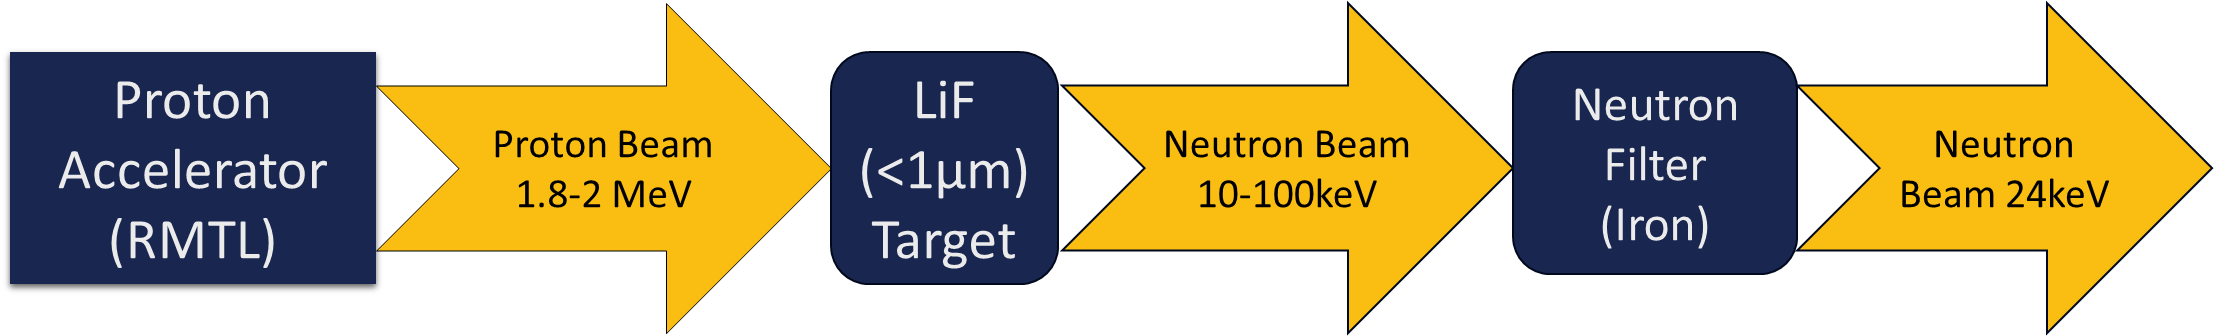 Proton
Accelerator
(RMTL)
Proton Beam
1.8-2 MeV
LiF
(<1μm)
Target
Neutron Beam
10-100keV
Neutron
Filter
(Iron)
Neutron
Beam 24keV